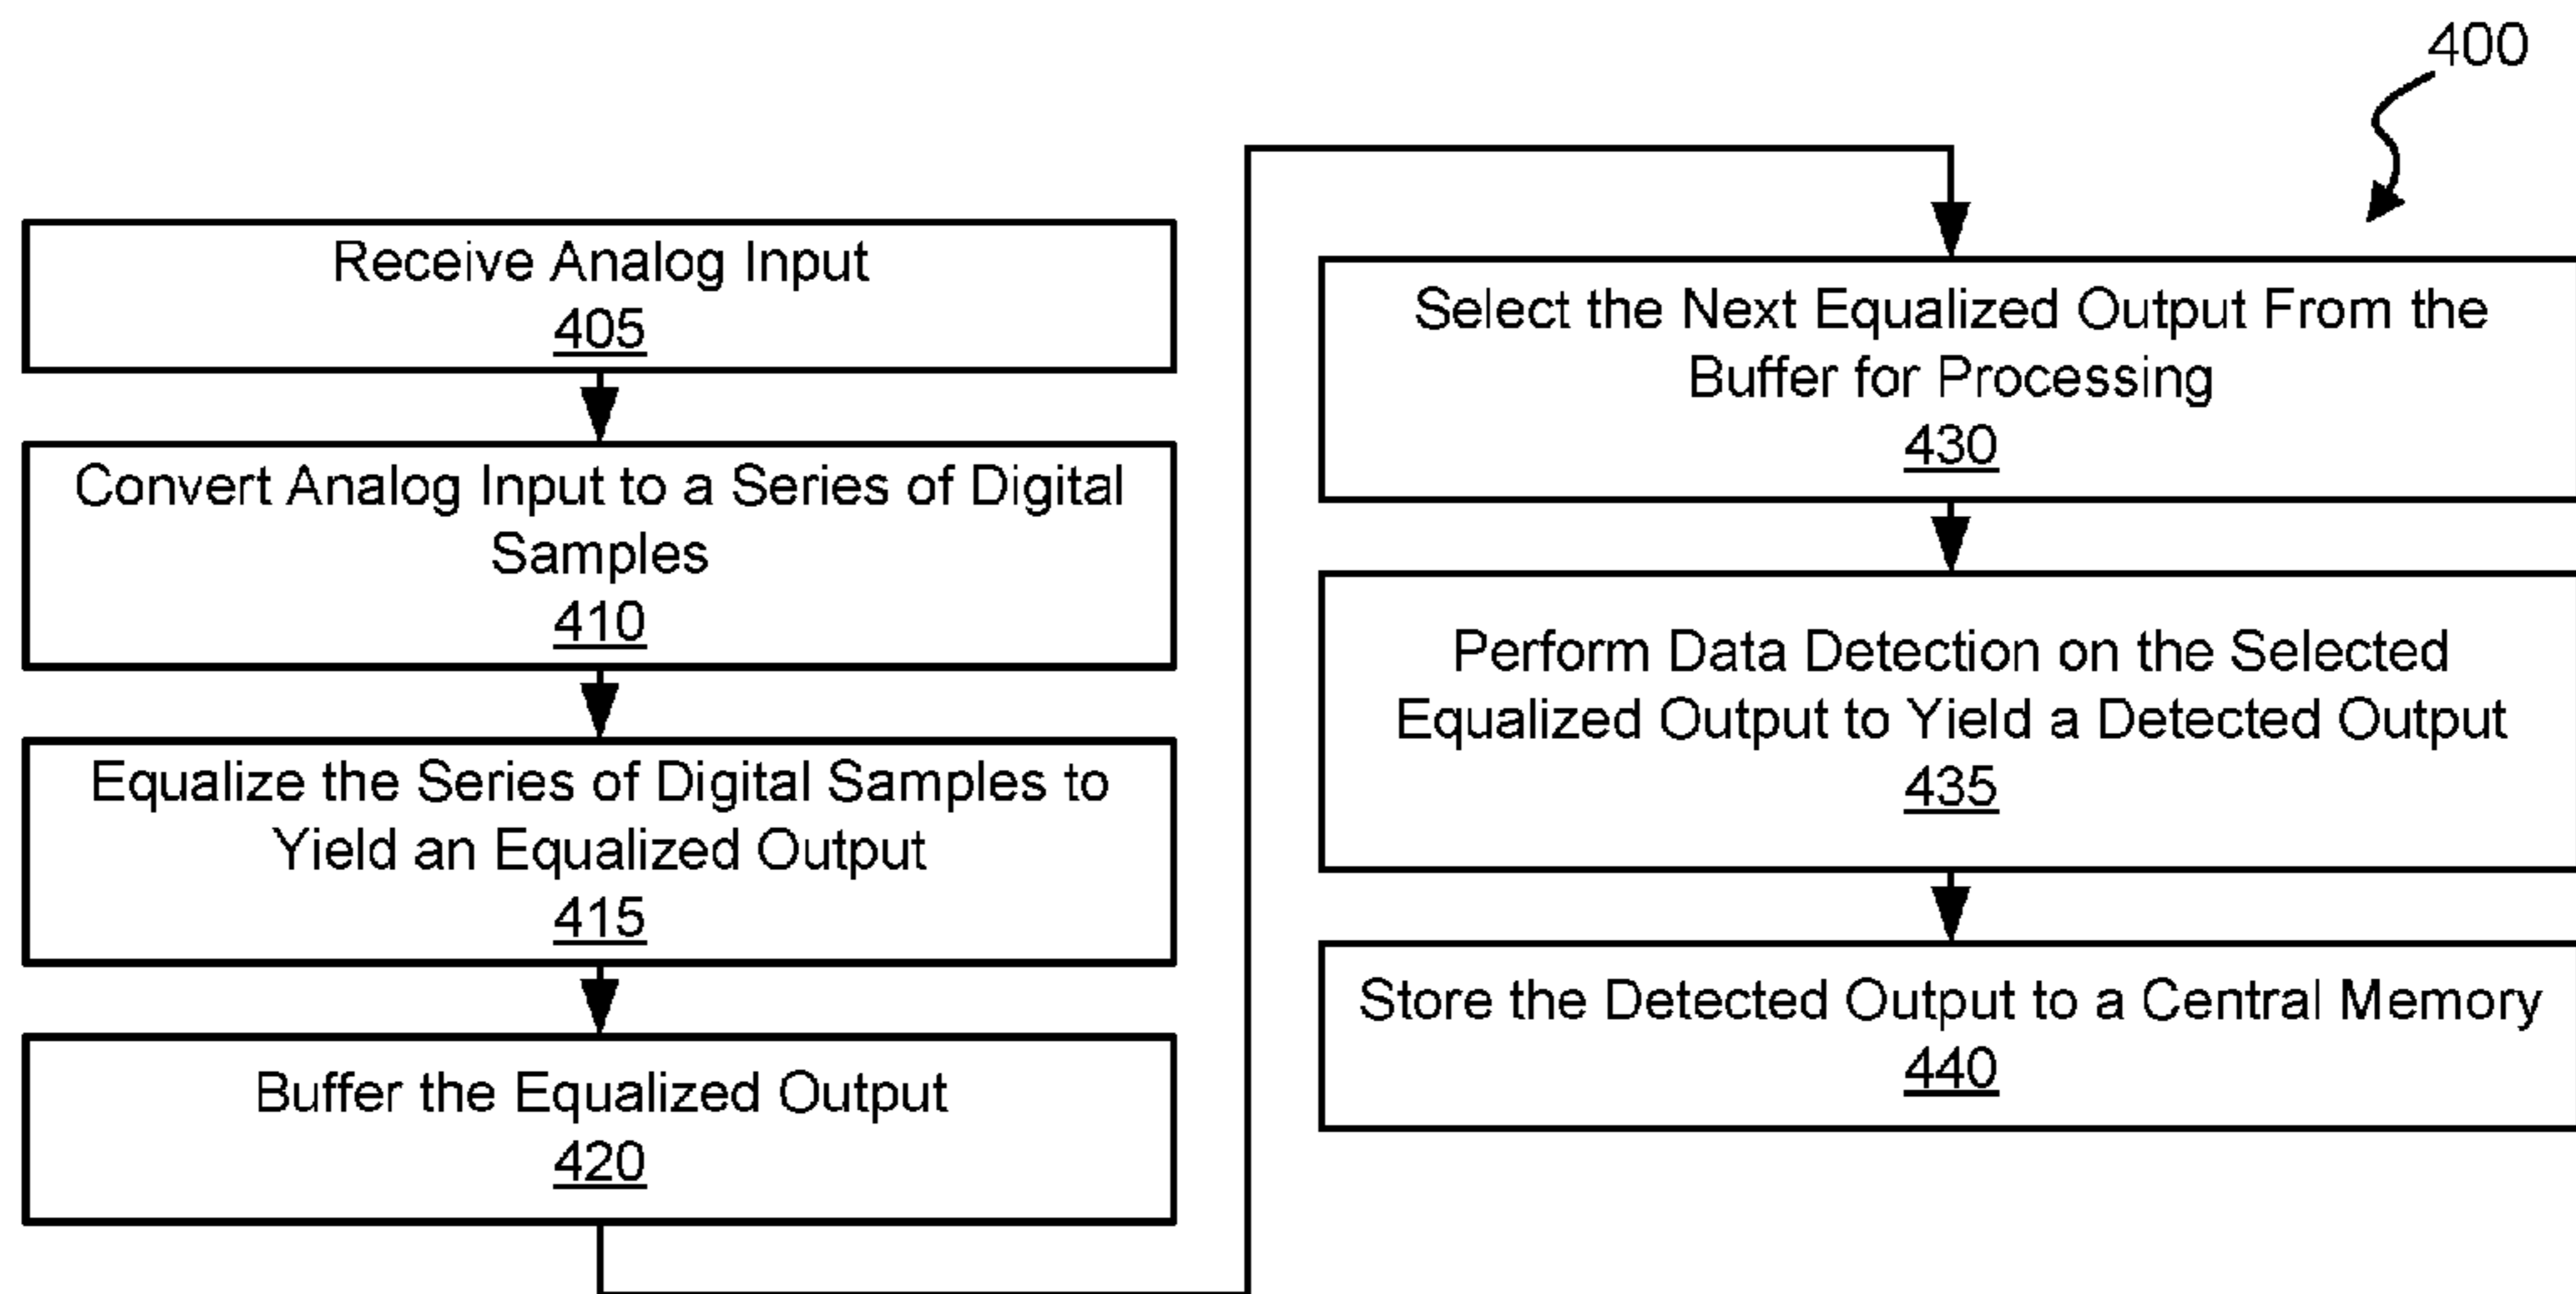 400
Receive Analog Input
405
Convert Analog Input to a Series of Digital
Samples
410
Equalize the Series of Digital Samples to
Yield an Equalized Output
415
Buffer the Equalized Output
420
Select the Next Equalized Output From the
Buffer for Processing
430
Perform Data Detection on the Selected
Equalized Output to Yield a Detected Output
435
Store the Detected Output to a Central Memory
440